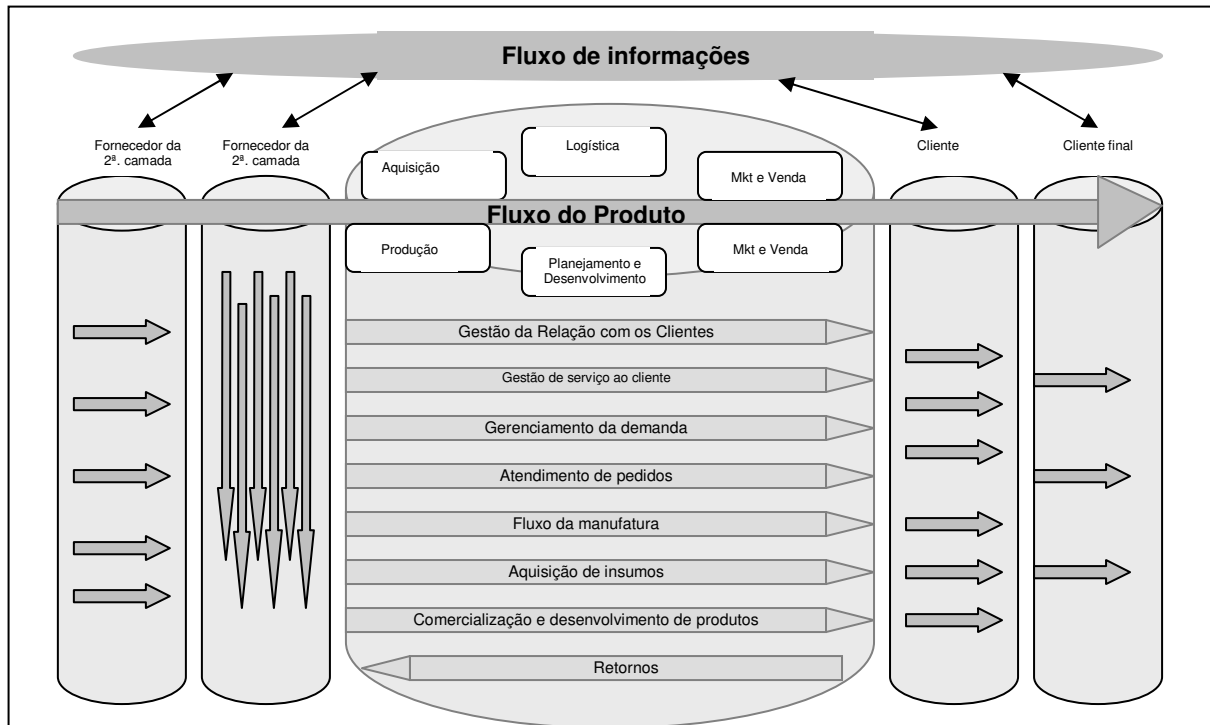 Fluxo de informações
Fornecedor da
2ª. camada
Fornecedor da
2ª. camada
Logística
Cliente
Cliente final
Aquisição
Mkt e Venda
Fluxo do Produto
Produção
Planejamento e
Desenvolvimento
Mkt e Venda
Gestão da Relação com os Clientes
Gestão de serviço ao cliente
Gerenciamento da demanda
Atendimento de pedidos
Fluxo da manufatura
Aquisição de insumos
Comercialização e desenvolvimento de produtos
Retornos